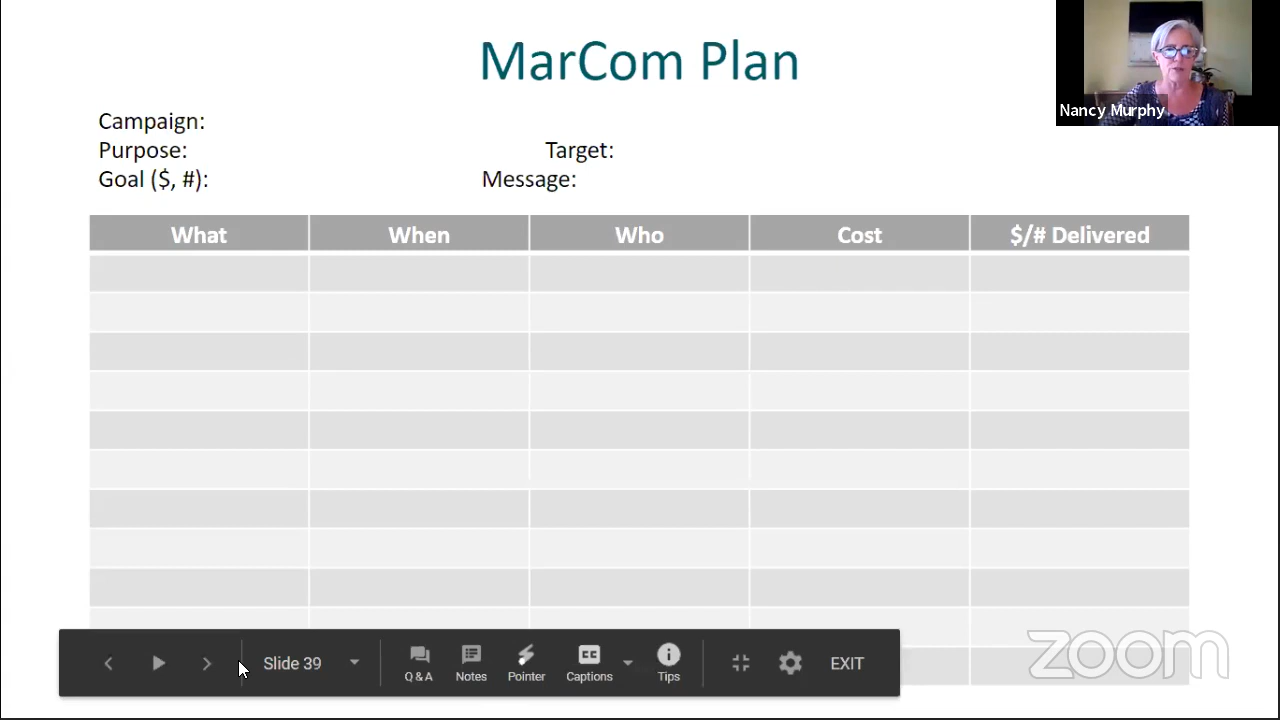 MarCom Plan
Nancy Murphy
Campaign:
Purpose: Target:
Goal ($, #): Message:
What When Who Cost $/# Delivered
Slide 39 Q & A Notes Pointer Captions Tips EXIT
zoom